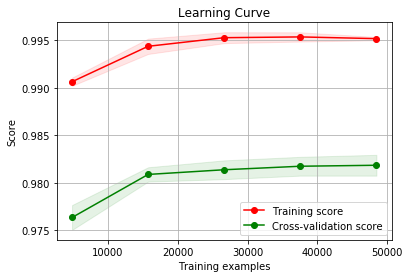 Learning Curve
0.995
0.990
0.985
0.980
0.975
Score
Training score
Cross-validation score
10000 20000 30000 40000 50000
Training examples